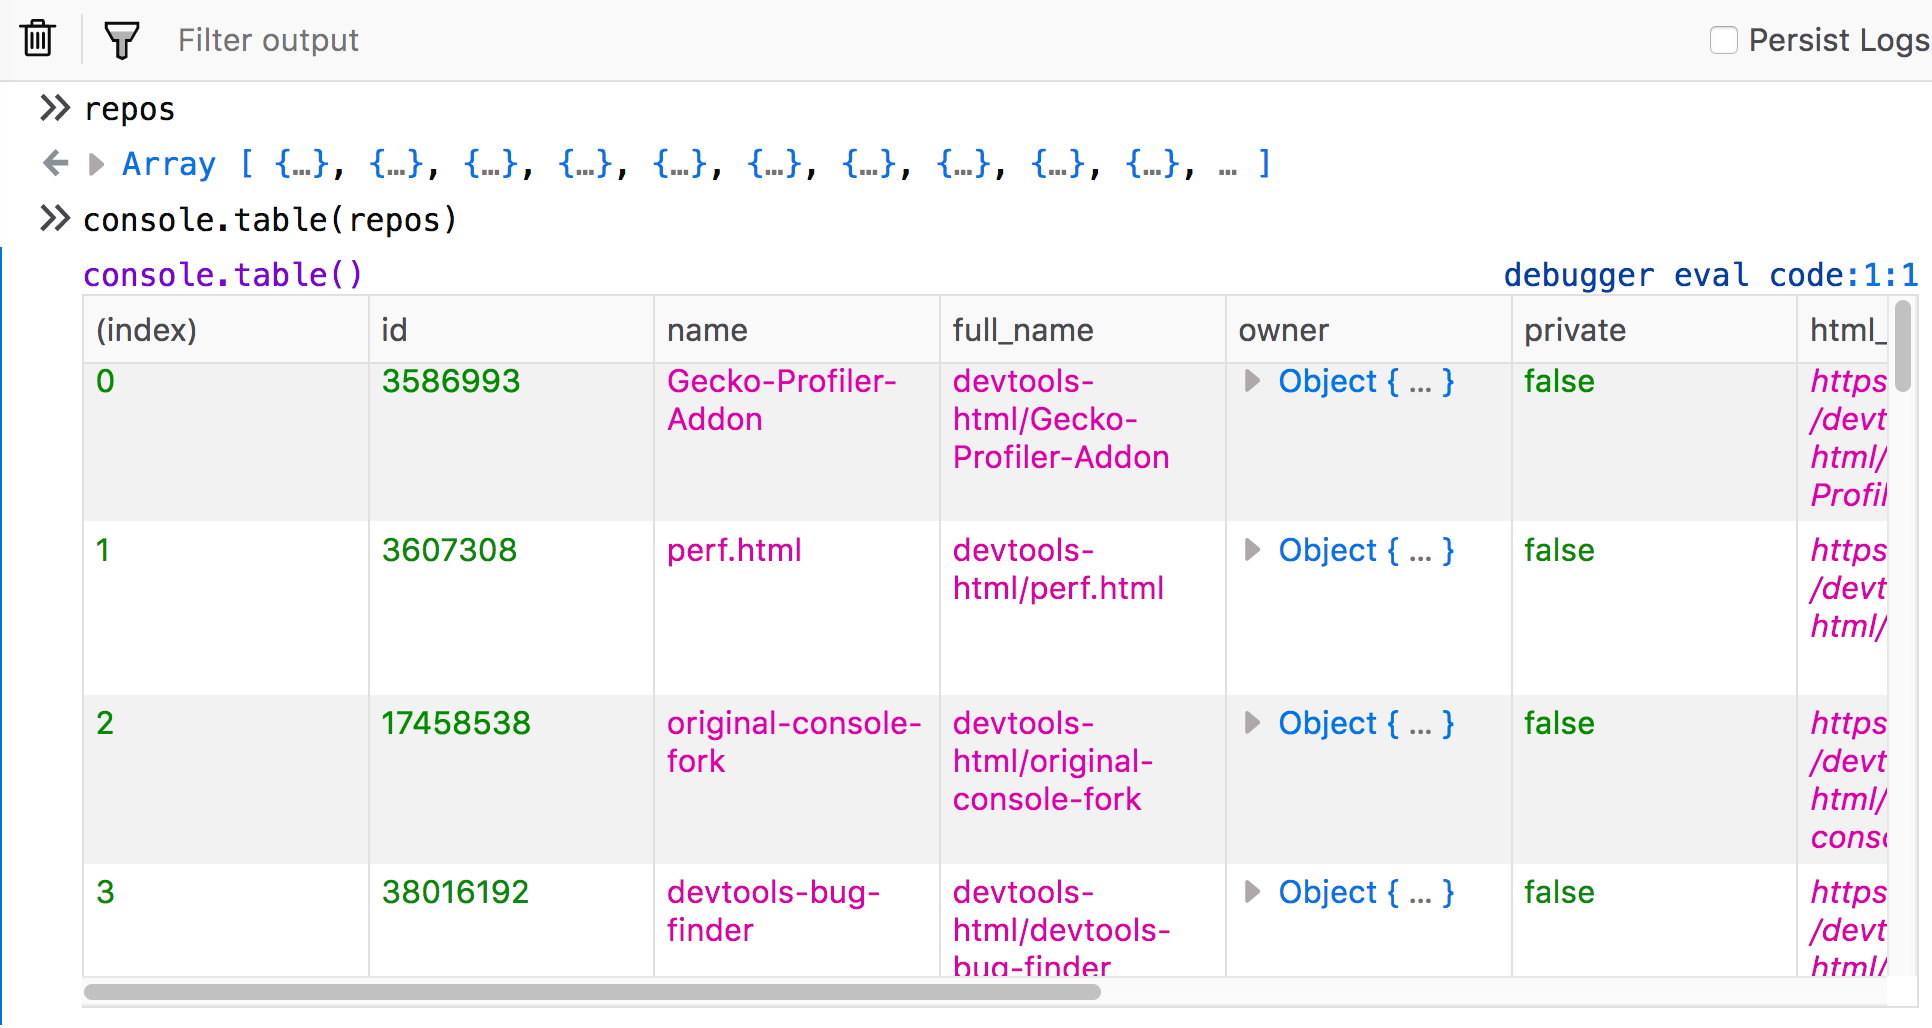 Filter output Persist Logs
repos
Array [ {…}, {…}, {…}, {…}, {…}, {…}, {…}, {…}, {…}, {…}, … ]
console.table(repos)
console.table() debugger eval code:1:1
(index) id name full_name owner private html_
0 3586993 Gecko-Profiler- devtools- Object { … } false https
Addon html/Gecko- /devt
Profiler-Addon html/
Profil
1 3607308 perf.html devtools- Object { … } false https
html/perf.html /devt
html/
2 17458538 original-console- devtools- Object { … } false https
fork html/original- /devt
console-fork html/
conso
3 38016192 devtools-bug- devtools- Object { … } false https
finder html/devtools- /devt
bug-finder html/